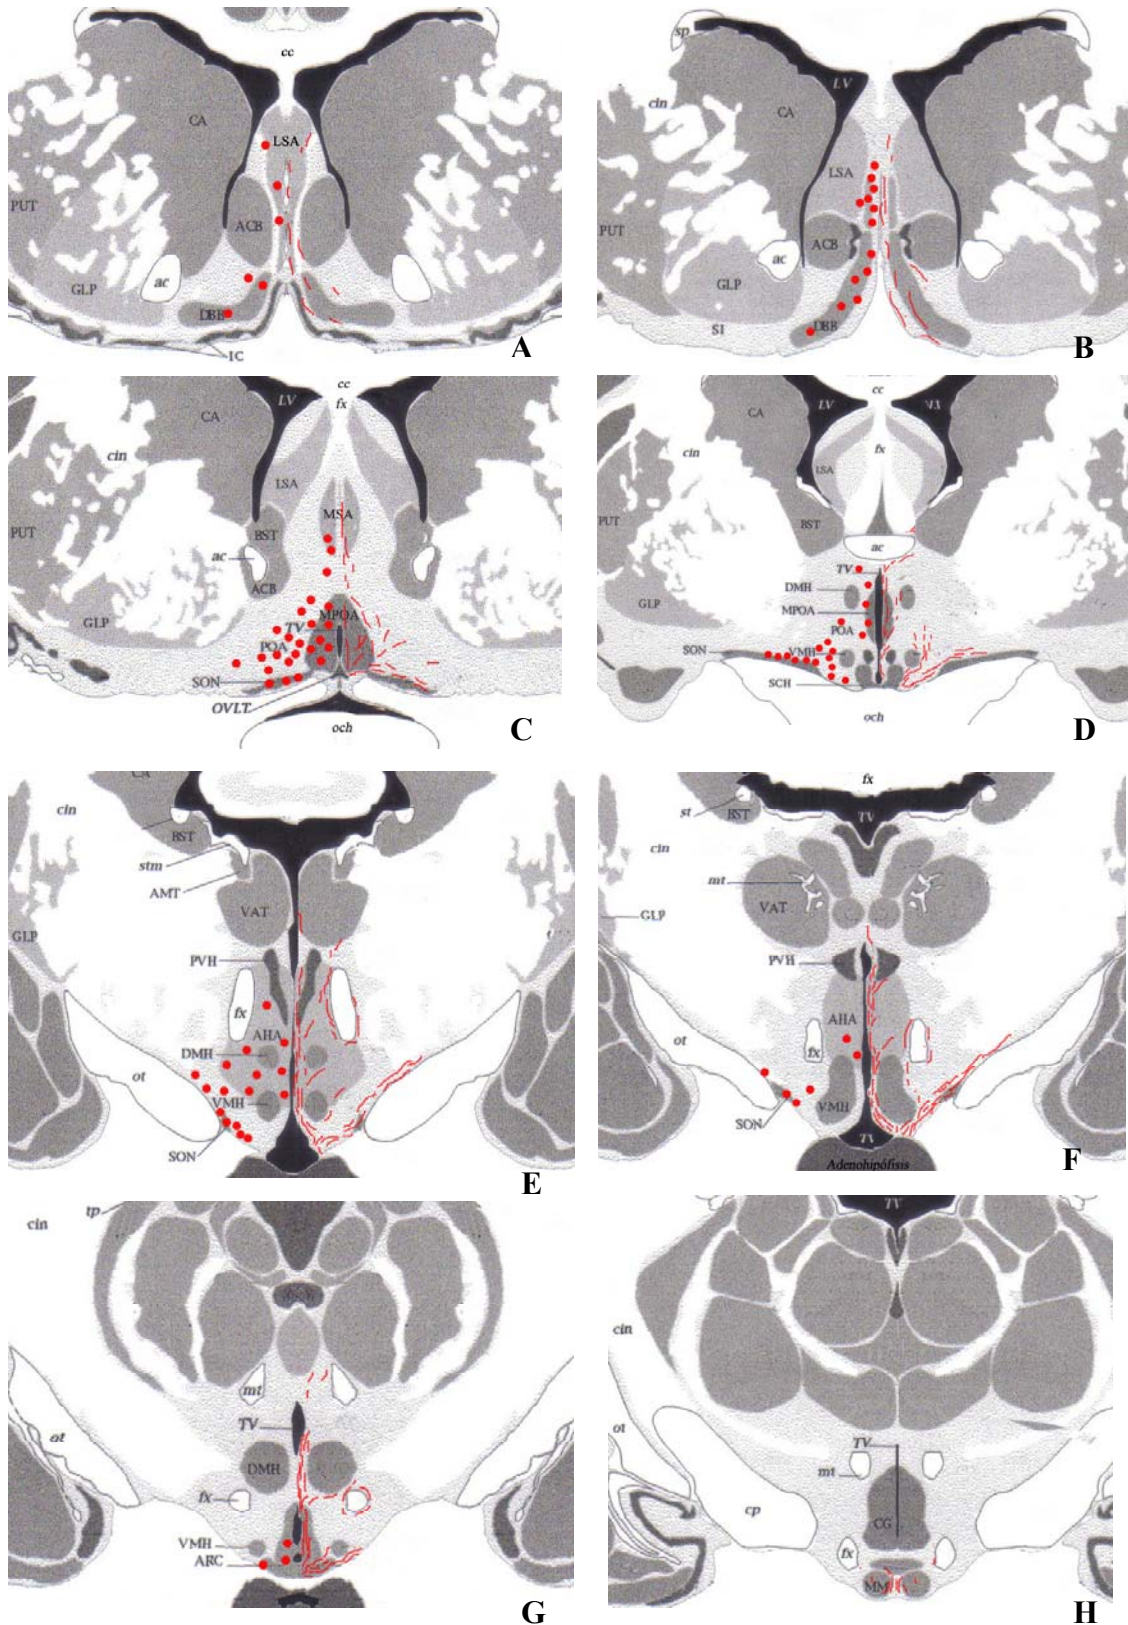 cc
CA
LSA
PUT
ACB
ac
GLP
DBB
IC
A
sp
LV
cin
CA
LSA
PUT
ACB
ac
GLP
SI
DBB
B
cc
LV
fx
CA
cin
LSA
MSA
PUT
BST
ac
ACB
GLP
MPOA
TV
POA
SON
OVLT
och
C
cc
LV
CA
fx
cin
LSA
PUT
BST
ac
TV
DMH
GLP
MPOA
POA
SON
VMH
SCH
och
D
CA
cin
BST
stm
AMT
VAT
GLP
PVH
fx
AHA
DMH
ot
VMH
SON
E
fx
st
BST
TV
cin
mt
VAT
GLP
PVH
AHA
ot
fx
VMH
SON
TV
Adenohipófisis
F
cin
tp
mt
TV
ot
DMH
fx
VMH
ARC
G
TV
cin
ot
TV
mt
cp
CG
fx
MM
H